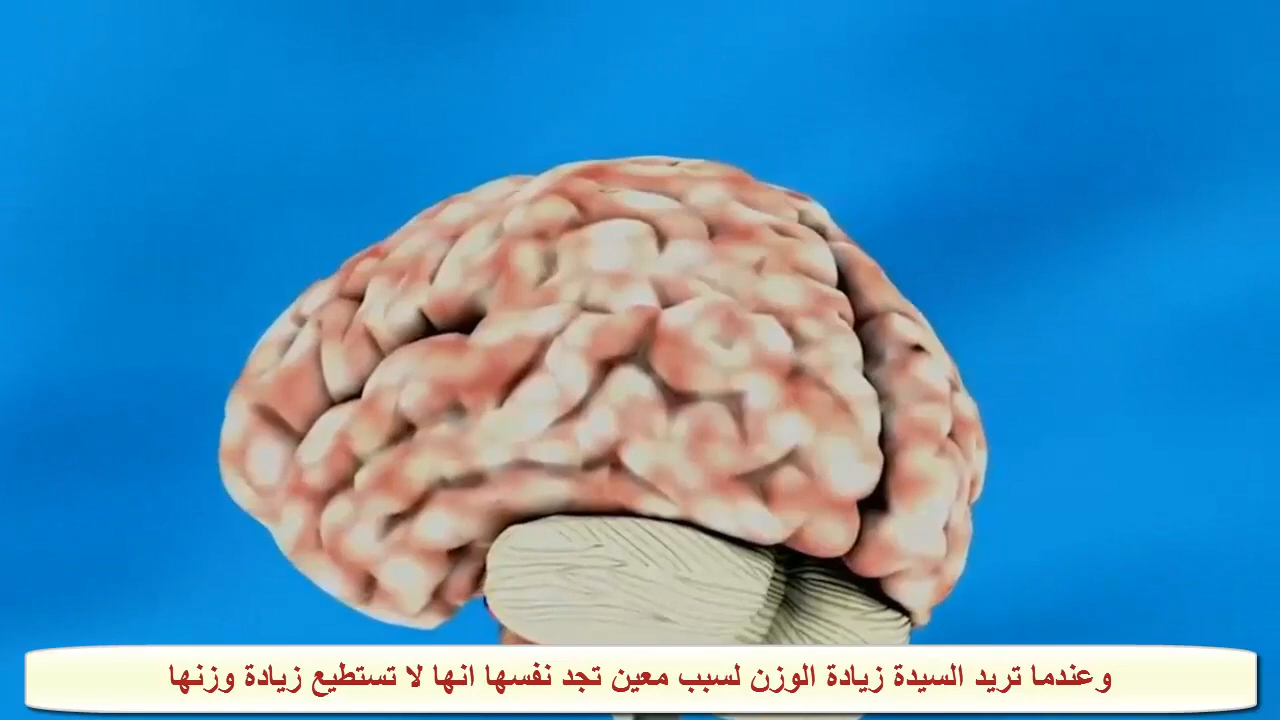 وعندما تريد السيدة زيادة الوزن لسبب معين تجد نفسها انها لا تستطيع زيادة وزنها